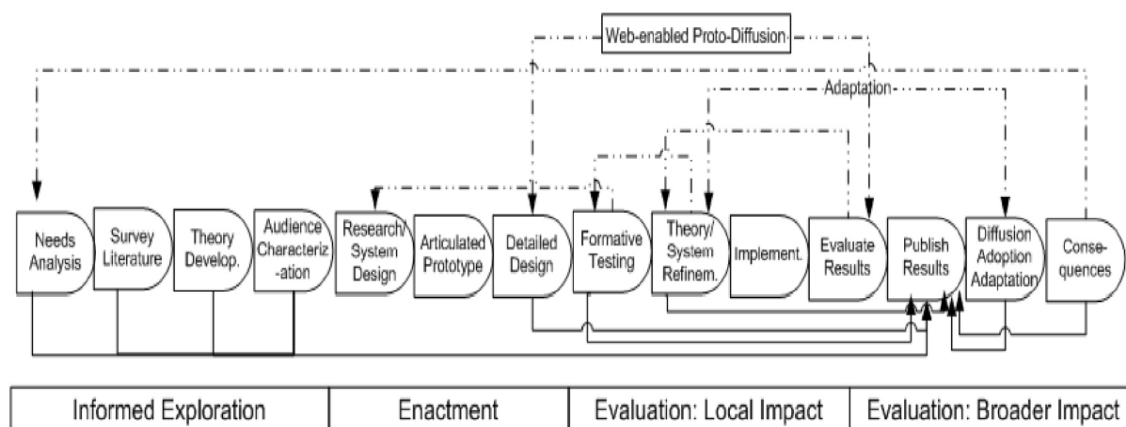 Web-enabled Proto-Diffusion
Adaptation
Needs
Analysis
Survey
Literature
Theory
Develop.
Audience
Characteriz
-ation
Research/
System
Design
Articulated
Prototype
Detailed
Design
Formative
Testing
Theory/
System
Refinem.
Implement.
Evaluate
Results
Publish
Results
Diffusion
Adoption
Adaptation
Conse-
quences
Informed Exploration
Enactment
Evaluation: Local Impact
Evaluation: Broader Impact